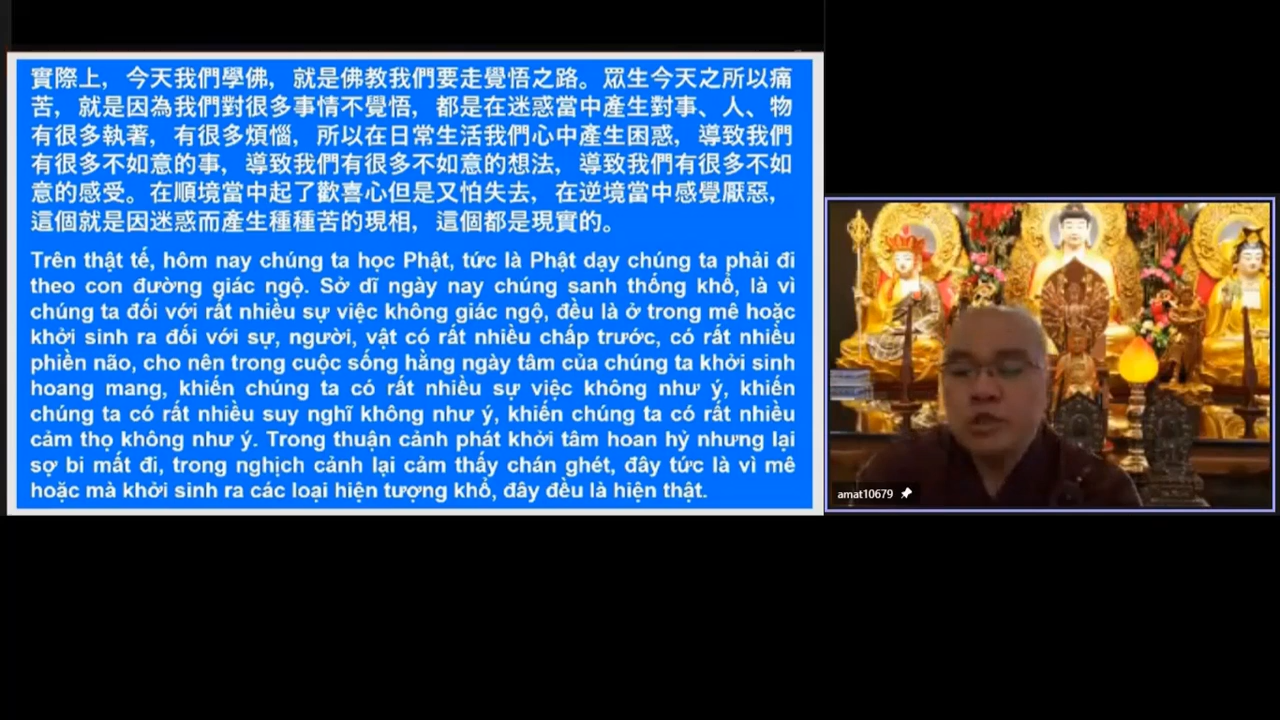 實際上，今天我們學佛，就是佛教我們要走覺悟之路。眾生今天之所以痛
苦，就是因為我們對很多事情不覺悟，都是在迷惑當中產生對事、人、物
有很多執著，有很多煩惱，所以在日常生活我們心中產生困惑，導致我們
有很多不如意的事，導致我們有很多不如意的想法，導致我們有很多不如
意的感受。在順境當中起了歡喜心但是又怕失去，在逆境當中感覺厭惡，
這個就是因迷惑而產生種種苦的現相，這個都是現實的。
Trên thật tế, hôm nay chúng ta học Phật, tức là Phật dạy chúng ta phải đi
theo con đường giác ngộ. Sở dĩ ngày nay chúng sanh thống khổ, là vì
chúng ta đối với rất nhiều sự việc không giác ngộ, đều là ở trong mê hoặc
khởi sinh ra đối với sự, người, vật có rất nhiều chấp trước, có rất nhiều
phiền não, cho nên trong cuộc sống hằng ngày tâm của chúng ta khởi sinh
hoang mang, khiến chúng ta có rất nhiều sự việc không như ý, khiến
chúng ta có rất nhiều suy nghĩ không như ý, khiến chúng ta có rất nhiều
cảm thọ không như ý. Trong thuận cảnh phát khởi tâm hoan hỷ nhưng lại
sợ bi mất đi, trong nghịch cảnh lại cảm thấy chán ghét, đây tức là vì mê
hoặc mà khởi sinh ra các loại hiện tượng khổ, đây đều là hiện thật.
amat10679